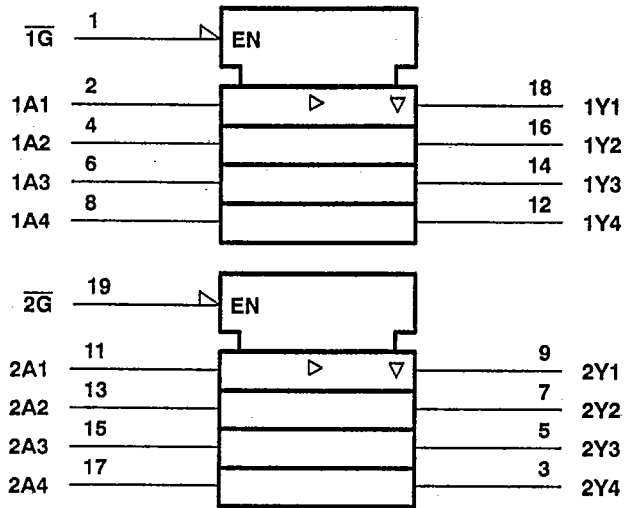 1G 1 EN
1A1 2 18 1Y1
1A2 4 16 1Y2
1A3 6 14 1Y3
1A4 8 12 1Y4
2G 19 EN
2A1 11 9 2Y1
2A2 13 7 2Y2
2A3 15 5 2Y3
2A4 17 3 2Y4